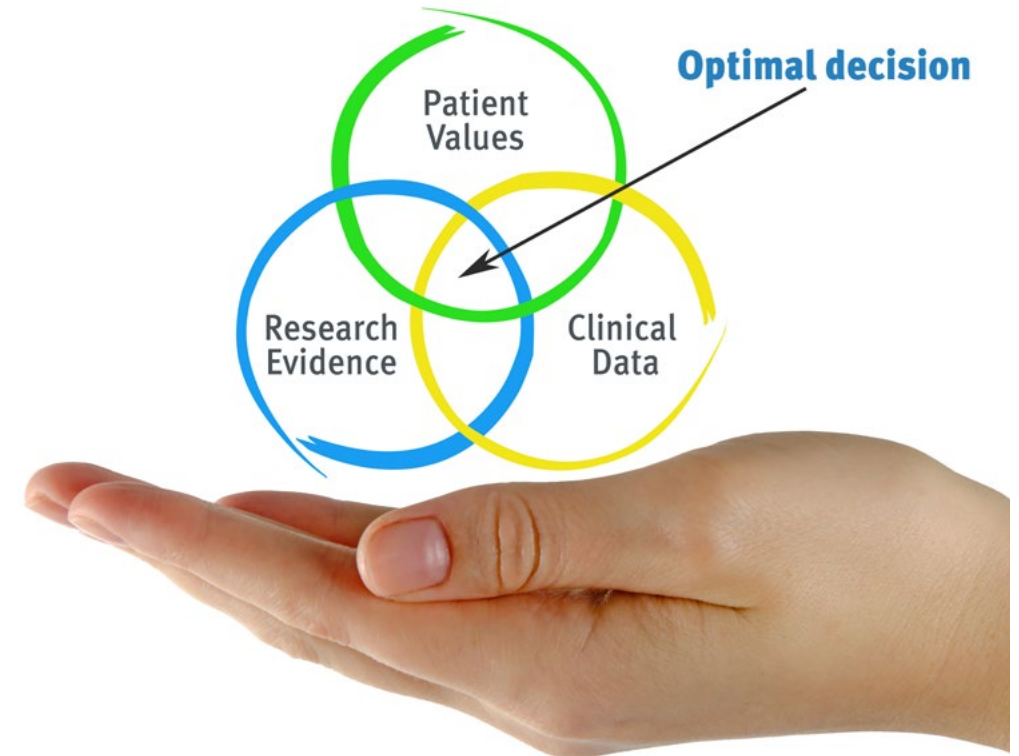 Optimal decision
Patient
Values
Research
Evidence
Clinical
Data